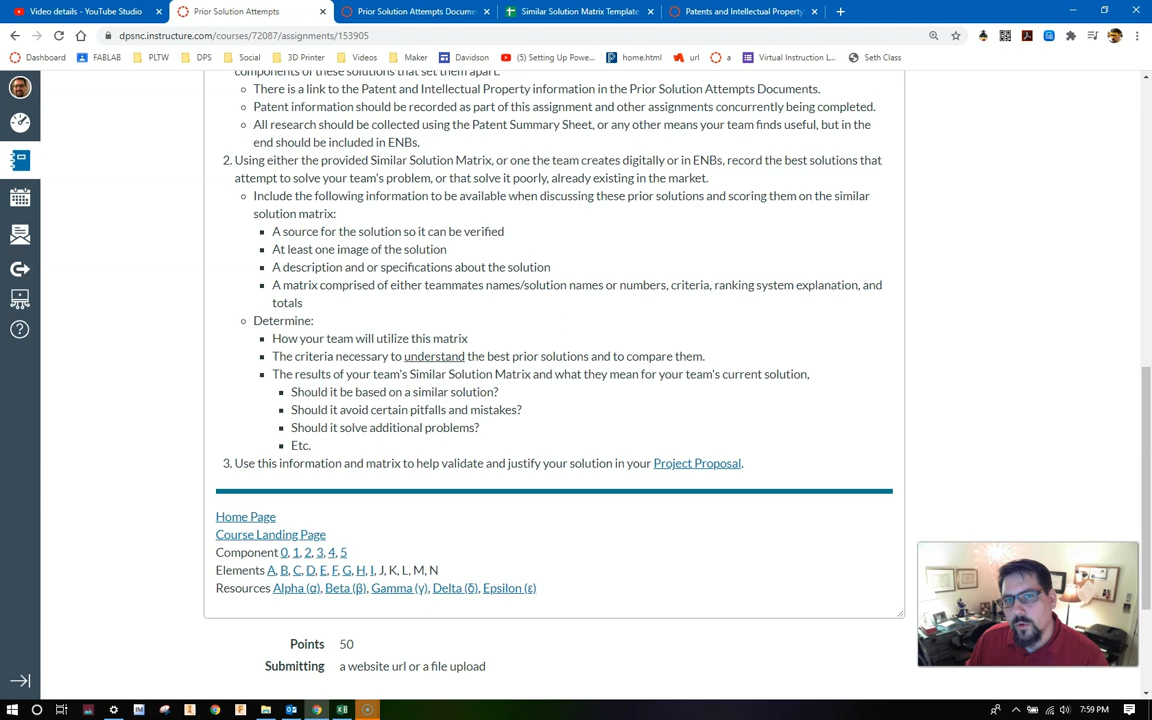 Video details - YouTube Studio
Prior Solution Attempts
Prior Solution Attempts Docume
Similar Solution Matrix Template
Patents and Intellectual Property
dpsnc.instructure.com/courses/72087/assignments/153905
Dashboard FABLAB PLTW Social 3D Printer Videos Maker Davidson (5) Setting Up Powe... home.html url a Virtual Instruction L... Seth Class
components of these solutions that set them apart.
There is a link to the Patent and Intellectual Property information in the Prior Solution Attempts Documents.
Patent information should be recorded as part of this assignment and other assignments concurrently being completed.
All research should be collected using the Patent Summary Sheet, or any other means your team finds useful, but in the
end should be included in ENBs.
2. Using either the provided Similar Solution Matrix, or one the team creates digitally or in ENBs, record the best solutions that
attempt to solve your team's problem, or that solve it poorly, already existing in the market.
Include the following information to be available when discussing these prior solutions and scoring them on the similar
solution matrix:
A source for the solution so it can be verified
At least one image of the solution
A description and or specifications about the solution
A matrix comprised of either teammates names/solution names or numbers, criteria, ranking system explanation, and
totals
Determine:
How your team will utilize this matrix
The criteria necessary to understand the best prior solutions and to compare them.
The results of your team's Similar Solution Matrix and what they mean for your team's current solution,
Should it be based on a similar solution?
Should it avoid certain pitfalls and mistakes?
Should it solve additional problems?
Etc.
3. Use this information and matrix to help validate and justify your solution in your Project Proposal.
Home Page
Course Landing Page
Component 0, 1, 2, 3, 4, 5
Elements A, B, C, D, E, F, G, H, I, J, K, L, M, N
Resources Alpha (α), Beta (β), Gamma (γ), Delta (δ), Epsilon (ε)
Points 50
Submitting a website url or a file upload
7:59 PM